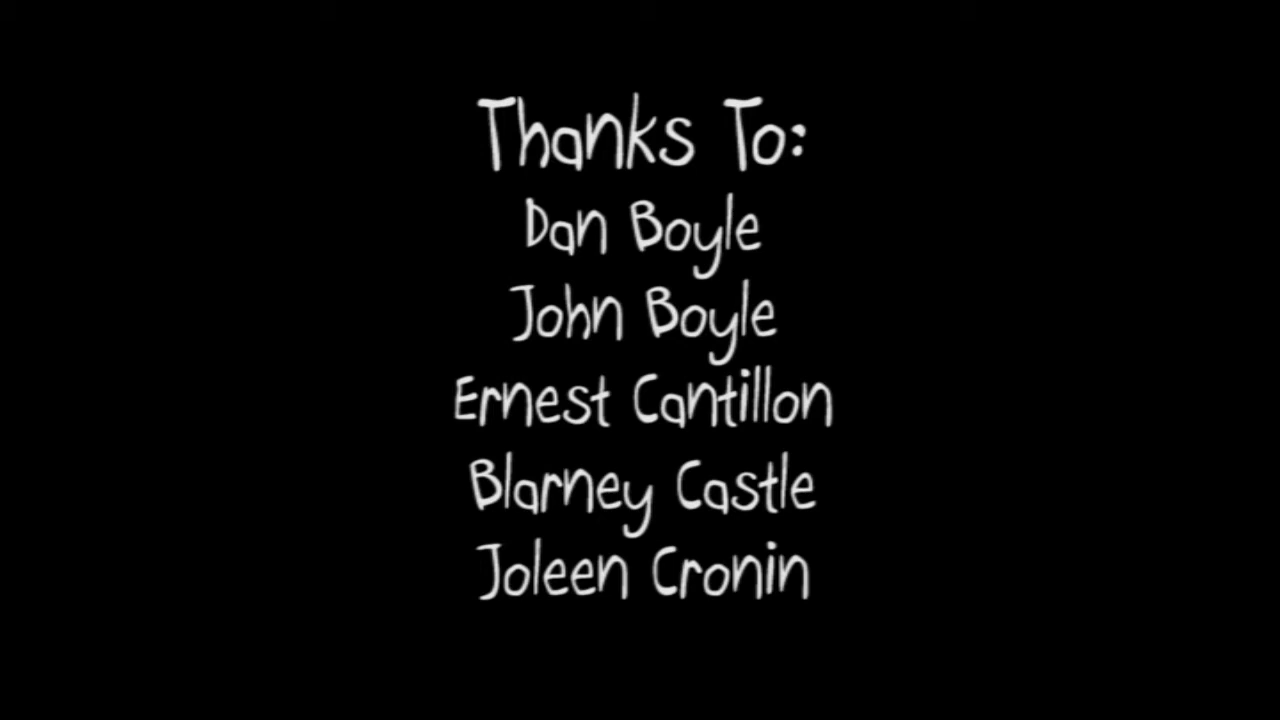 Thanks To:
Dan Boyle
John Boyle
Ernest Cantillon
Blarney Castle
Joleen Cronin